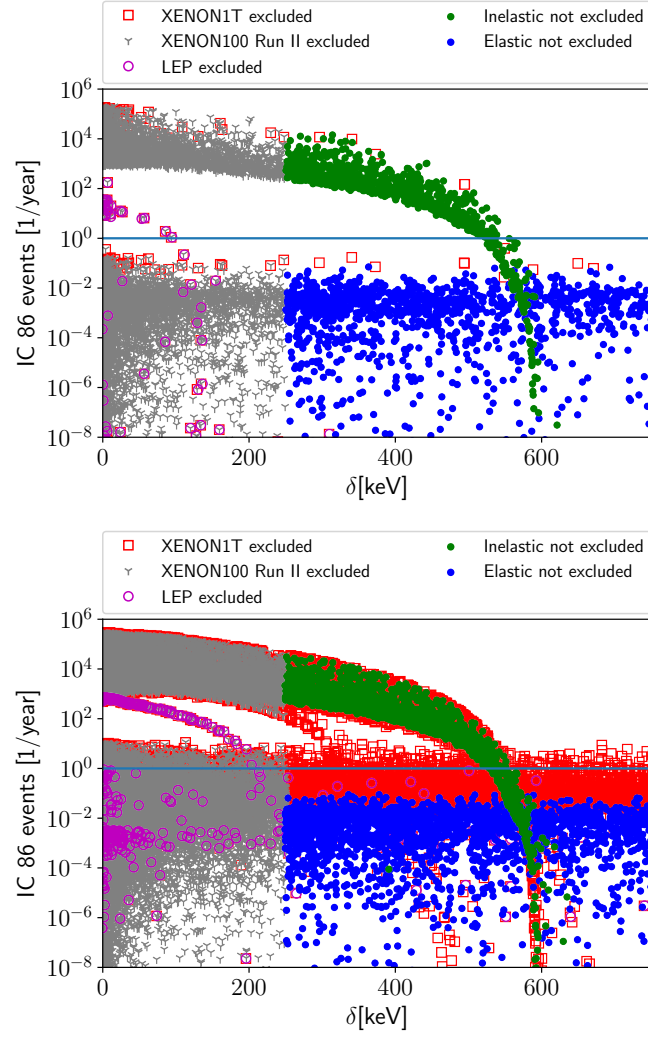 XENON1T excluded
XENON100 Run II excluded
LEP excluded
Inelastic not excluded
Elastic not excluded
IC 86 events [1/year]
10^6
10^4
10^2
10^0
10^-2
10^-4
10^-6
10^-8
0 200 400 600
δ[keV]
XENON1T excluded
XENON100 Run II excluded
LEP excluded
Inelastic not excluded
Elastic not excluded
IC 86 events [1/year]
10^6
10^4
10^2
10^0
10^-2
10^-4
10^-6
10^-8
0 200 400 600
δ[keV]